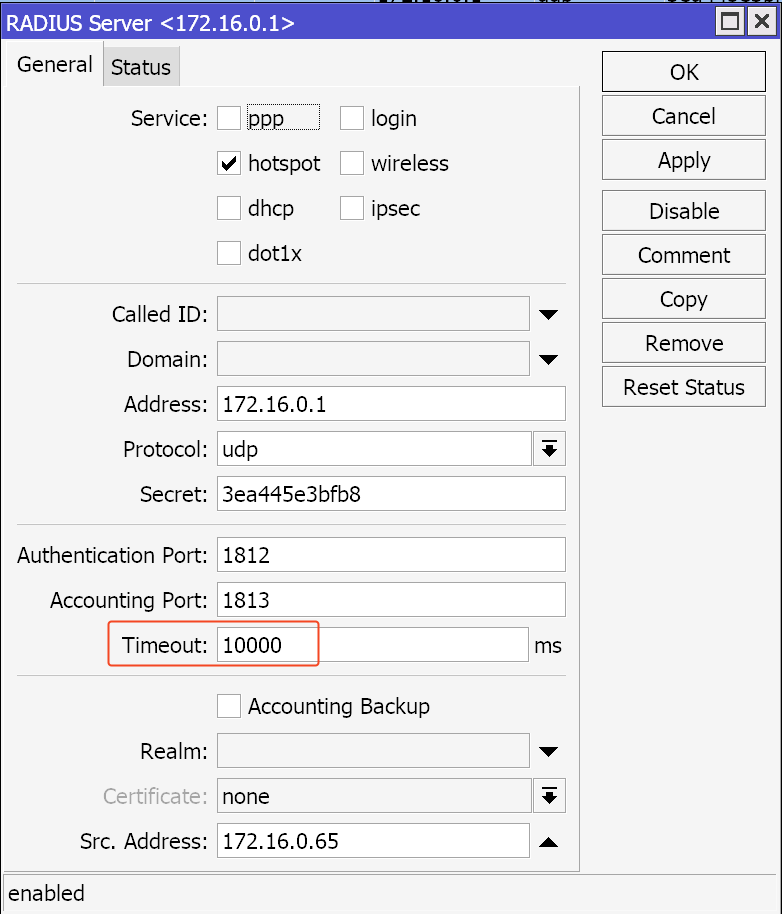 RADIUS Server <172.16.0.1>
General Status
OK
Cancel
Apply
Disable
Comment
Copy
Remove
Reset Status
Service: ppp login
hotspot wireless
dhcp ipsec
dot1x
Called ID:
Domain:
Address: 172.16.0.1
Protocol: udp
Secret: 3ea445e3bfb8
Authentication Port: 1812
Accounting Port: 1813
Timeout: 10000 ms
Accounting Backup
Realm:
Certificate: none
Src. Address: 172.16.0.65
enabled